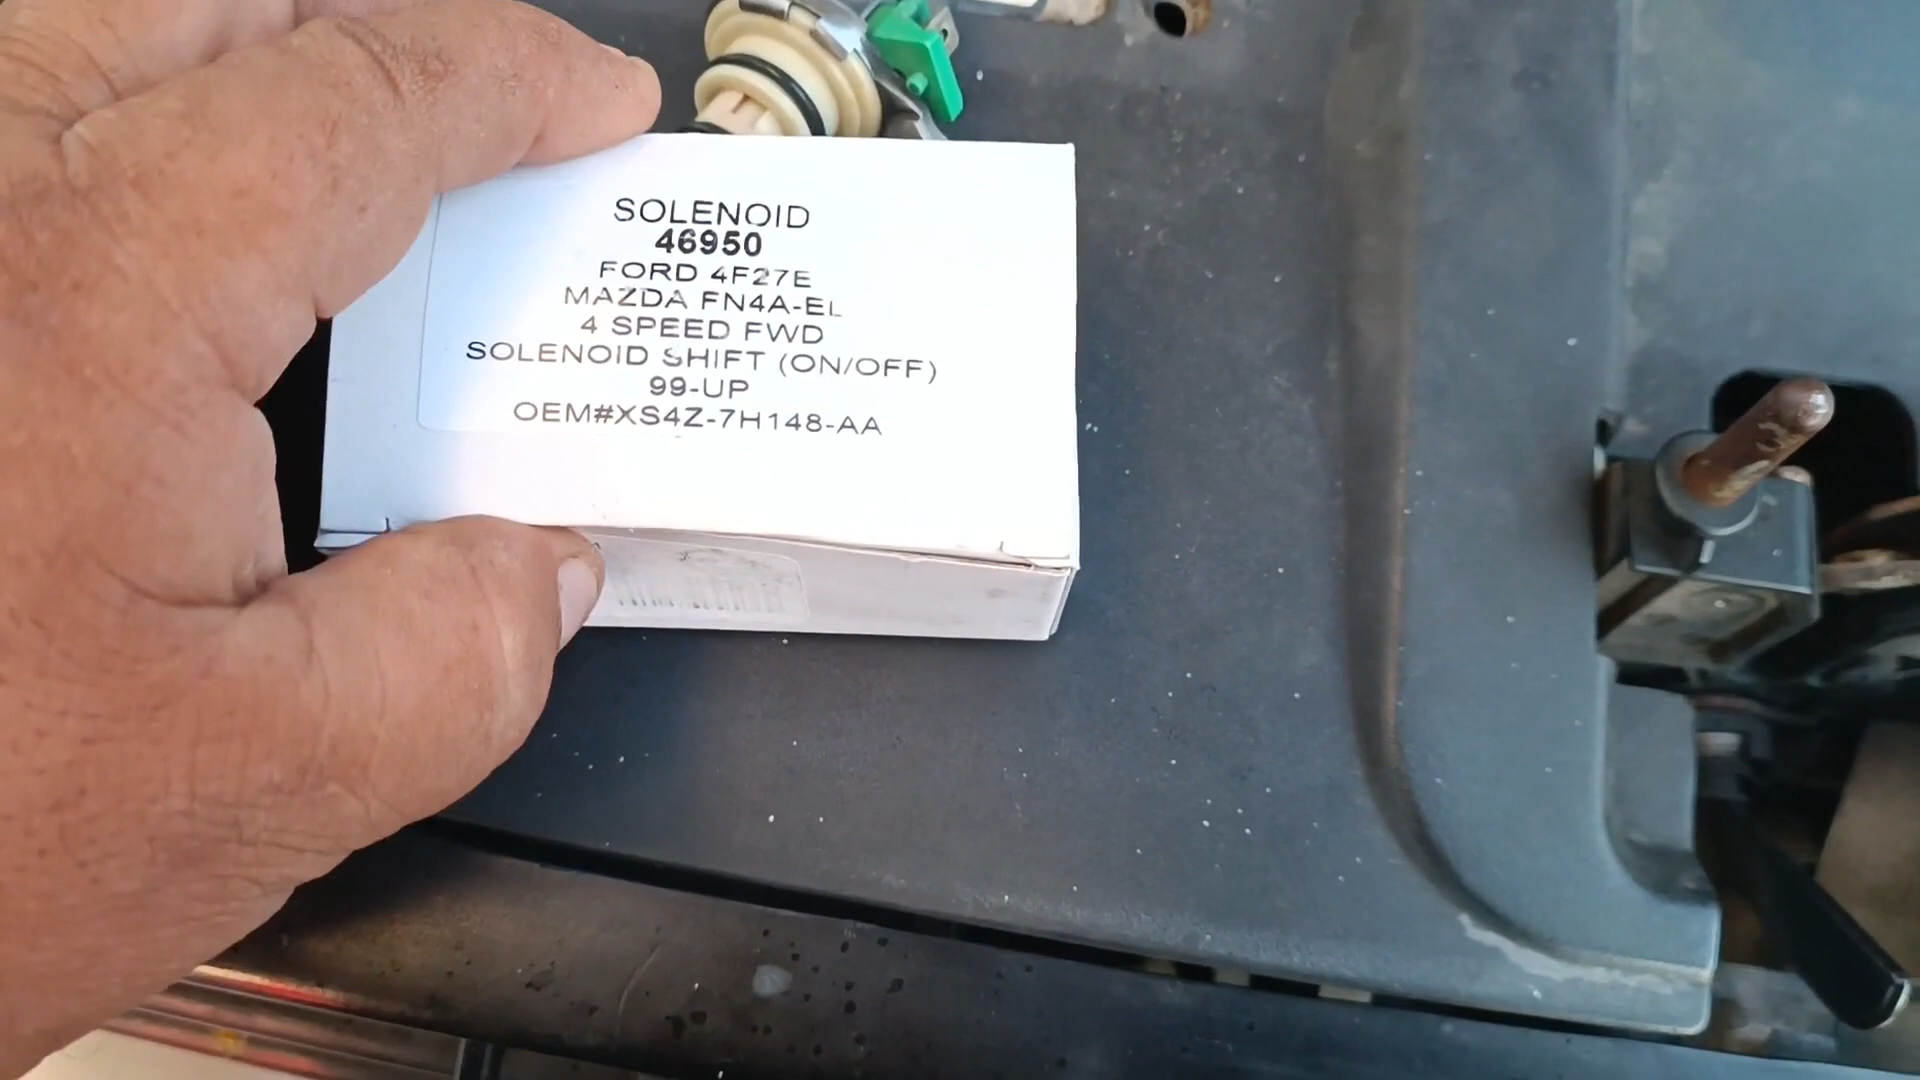 SOLENOID
46950
FORD 4F27E
MAZDA FN4A-EL
4 SPEED FWD
SOLENOID SHIFT (ON/OFF)
99-UP
OEM#XS4Z-7H148-AA